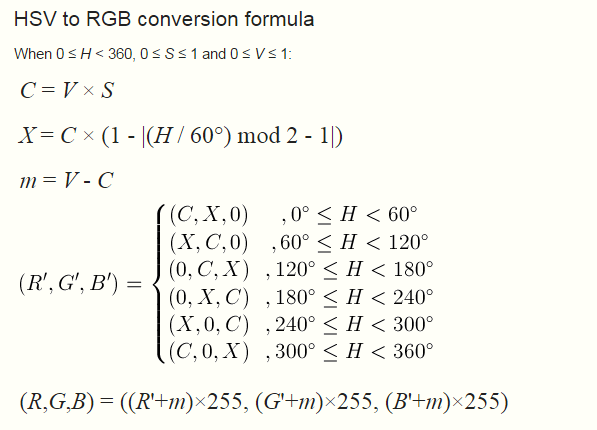 HSV to RGB conversion formula
When 0 ≤ H < 360, 0 ≤ S ≤ 1 and 0 ≤ V ≤ 1:
C = V × S
X = C × (1 - |(H / 60°) mod 2 - 1|)
m = V - C
(R', G', B') =
(C, X, 0) , 0° ≤ H < 60°
(X, C, 0) , 60° ≤ H < 120°
(0, C, X) , 120° ≤ H < 180°
(0, X, C) , 180° ≤ H < 240°
(X, 0, C) , 240° ≤ H < 300°
(C, 0, X) , 300° ≤ H < 360°
(R,G,B) = ((R'+m)×255, (G'+m)×255, (B'+m)×255)